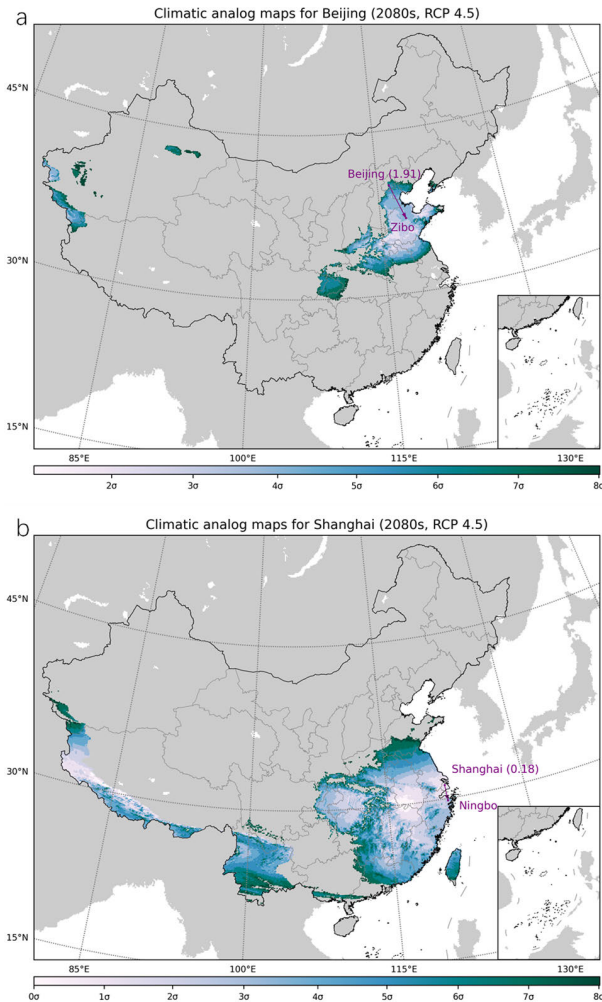 a
Climatic analog maps for Beijing (2080s, RCP 4.5)
45°N
Beijing (1.91)
Zibo
30°N
15°N
85°E 100°E 115°E 130°E
2σ 3σ 4σ 5σ 6σ 7σ 8σ
b
Climatic analog maps for Shanghai (2080s, RCP 4.5)
45°N
30°N
Shanghai (0.18)
Ningbo
15°N
85°E 100°E 115°E 130°E
0σ 1σ 2σ 3σ 4σ 5σ 6σ 7σ 8σ